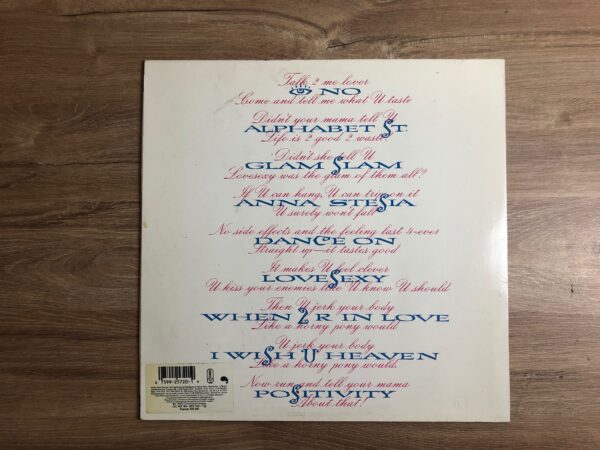 Talk 2 me lover
NO
Come and tell me what U taste
Didn't your mama tell U
ALPHABET ST.
Life is 2 good 2 waste?
Didn't she tell U
GLAM SLAM
Lovesexy was the glam of them all?
If U can hang, U can trip on it
ANNA STESIA
U surely won't fall
No side effects and the feeling last 4-ever
DANCE ON
Straight up—it tastes good
It makes U feel clever
LOVESEXY
U kiss your enemies like U know U should
Then U jerk your body
WHEN 2 R IN LOVE
Like a horny pony would
U jerk your body
I WISH U HEAVEN
Like a horny pony would.
Now run and tell your mama
POSITIVITY
About that!
7599-25720-1